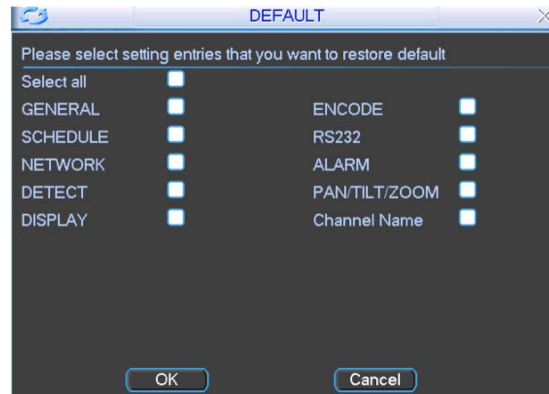 DEFAULT
Please select setting entries that you want to restore default
Select all
GENERAL ENCODE
SCHEDULE RS232
NETWORK ALARM
DETECT PAN/TILT/ZOOM
DISPLAY Channel Name
OK Cancel